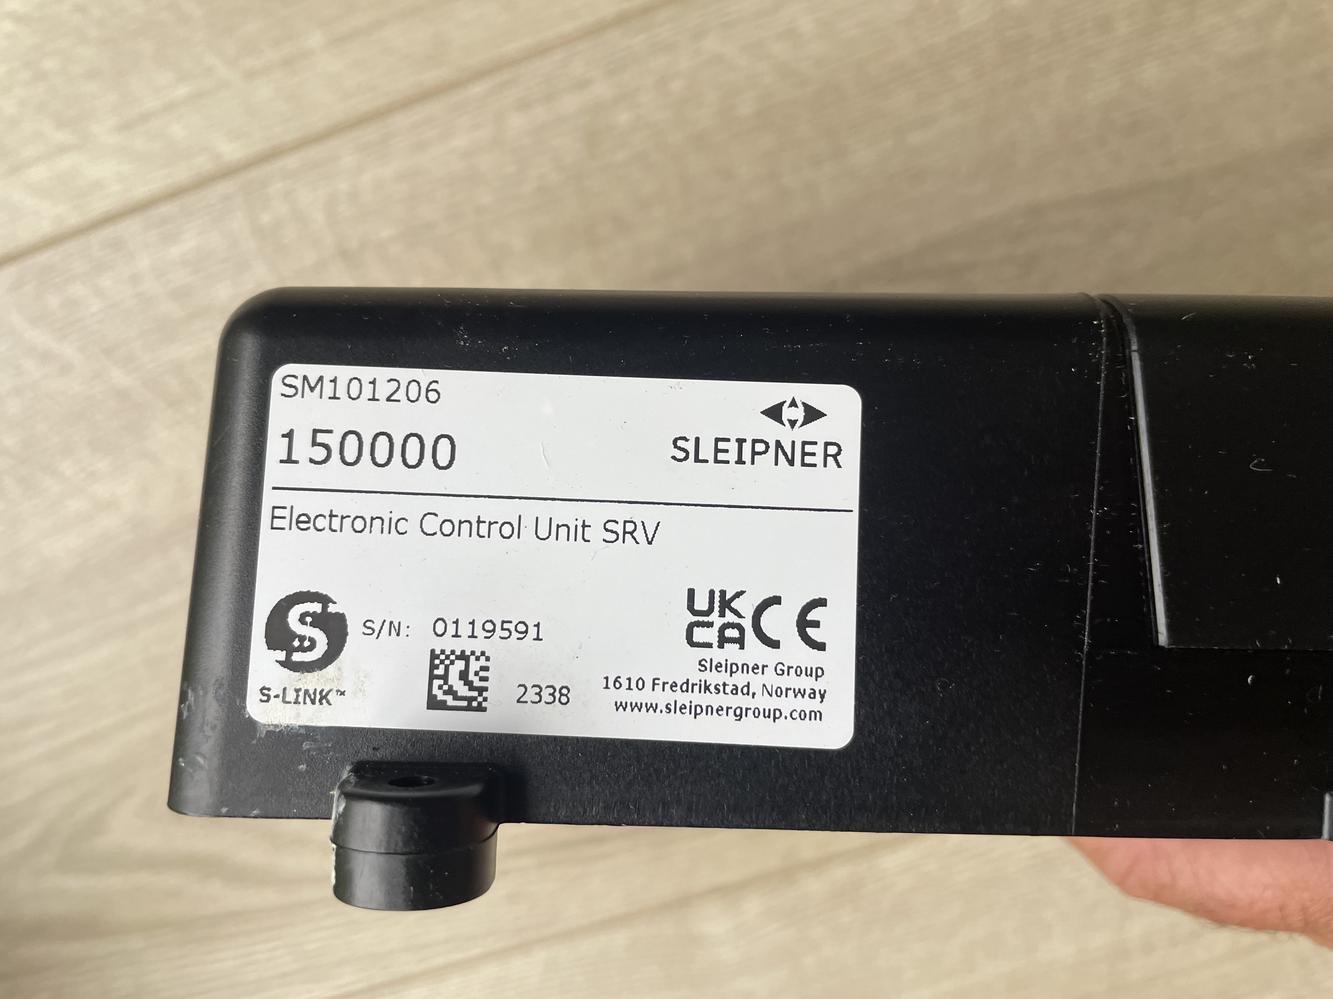 SM101206
150000
SLEIPNER
Electronic Control Unit SRV
S
S/N: 0119591
S-LINK™
2338
UK
CA CE
Sleipner Group
1610 Fredrikstad, Norway
www.sleipnergroup.com